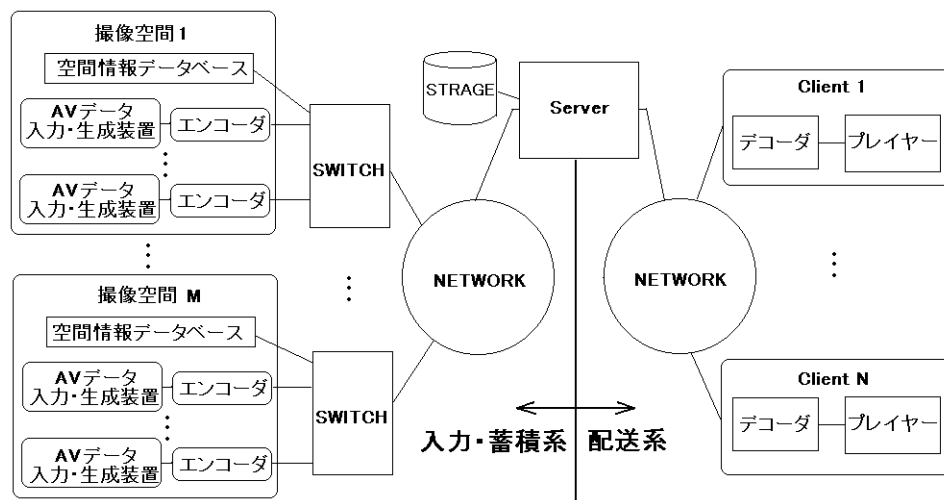 撮像空間 1
空間情報データベース
AVデータ
入力・生成装置
エンコーダ
AVデータ
入力・生成装置
エンコーダ
SWITCH
撮像空間 M
空間情報データベース
AVデータ
入力・生成装置
エンコーダ
AVデータ
入力・生成装置
エンコーダ
SWITCH
NETWORK
STRAGE
Server
入力・蓄積系
配送系
NETWORK
Client 1
デコーダ
プレイヤー
Client N
デコーダ
プレイヤー